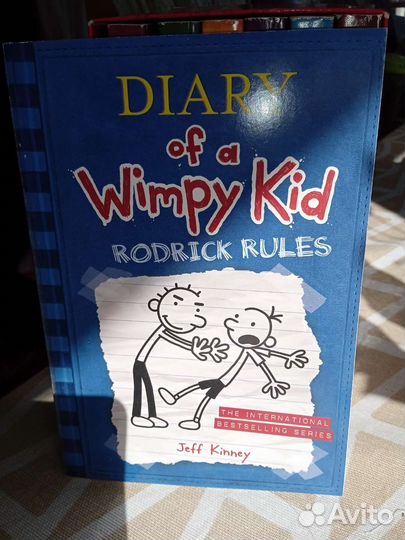 DIARY
of a
Wimpy Kid
RODRICK RULES
THE INTERNATIONAL
BESTSELLING SERIES
Jeff Kinney
Avito